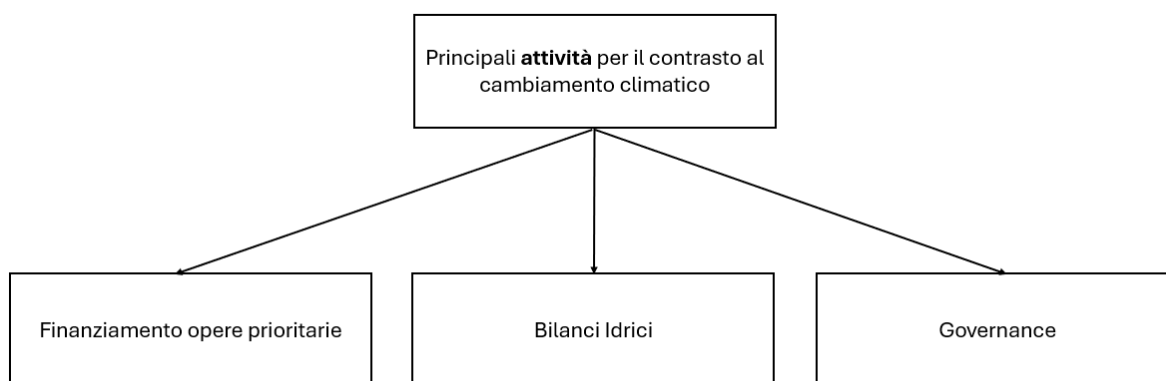 Principali attività per il contrasto al
cambiamento climatico
Finanziamento opere prioritarie
Bilanci Idrici
Governance